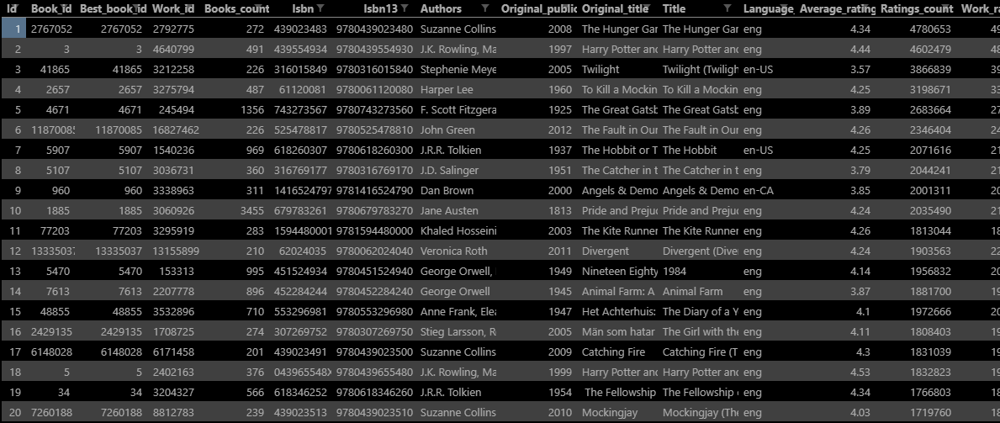 Id Book_id Best_book_id Work_id Books_count Isbn Isbn13 Authors Original_public Original_title Title Language_ Average_rating Ratings_count Work_ra
1 2767052 2767052 2792775 272 439023483 9780439023480 Suzanne Collins 2008 The Hunger Gar The Hunger Gar eng 4.34 4780653 49
2 3 3 4640799 491 439554934 9780439554930 J.K. Rowling, Ma 1997 Harry Potter anc Harry Potter anc eng 4.44 4602479 48
3 41865 41865 3212258 226 316015849 9780316015840 Stephenie Meye 2005 Twilight Twilight (Twiligh en-US 3.57 3866839 39
4 2657 2657 3275794 487 61120081 9780061120080 Harper Lee 1960 To Kill a Mockin To Kill a Mockin eng 4.25 3198671 33
5 4671 4671 245494 1356 743273567 9780743273560 F. Scott Fitzgera 1925 The Great Gatsb The Great Gatsb eng 3.89 2683664 27
6 11870085 11870085 16827462 226 525478817 9780525478810 John Green 2012 The Fault in Our The Fault in Our eng 4.26 2346404 24
7 5907 5907 1540236 969 618260307 9780618260300 J.R.R. Tolkien 1937 The Hobbit or T The Hobbit en-US 4.25 2071616 21
8 5107 5107 3036731 360 316769177 9780316769170 J.D. Salinger 1951 The Catcher in t The Catcher in t eng 3.79 2044241 21
9 960 960 3338963 311 1416524797 9781416524790 Dan Brown 2000 Angels & Demo Angels & Demo en-CA 3.85 2001311 20
10 1885 1885 3060926 3455 679783261 9780679783270 Jane Austen 1813 Pride and Prejuc Pride and Prejuc eng 4.24 2035490 21
11 77203 77203 3295919 283 1594480001 9781594480000 Khaled Hosseini 2003 The Kite Runner The Kite Runner eng 4.26 1813044 18
12 13335037 13335037 13155899 210 62024035 9780062024040 Veronica Roth 2011 Divergent Divergent (Dive eng 4.24 1903563 22
13 5470 5470 153313 995 451524934 9780451524940 George Orwell, 1949 Nineteen Eighty 1984 eng 4.14 1956832 20
14 7613 7613 2207778 896 452284244 9780452284240 George Orwell 1945 Animal Farm: A Animal Farm eng 3.87 1881700 19
15 48855 48855 3532896 710 553296981 9780553296980 Anne Frank, Elea 1947 Het Achterhuis: The Diary of a Y eng 4.1 1972666 20
16 2429135 2429135 1708725 274 307269752 9780307269750 Stieg Larsson, R 2005 Män som hatar The Girl with the eng 4.11 1808403 19
17 6148028 6148028 6171458 201 439023491 9780439023500 Suzanne Collins 2009 Catching Fire Catching Fire (T eng 4.3 1831039 19
18 5 5 2402163 376 043965548X 9780439655480 J.K. Rowling, Ma 1999 Harry Potter anc Harry Potter anc eng 4.53 1832823 19
19 34 34 3204327 566 618346252 9780618346260 J.R.R. Tolkien 1954 The Fellowship The Fellowship eng 4.34 1766803 18
20 7260188 7260188 8812783 239 439023513 9780439023510 Suzanne Collins 2010 Mockingjay Mockingjay (The eng 4.03 1719760 18